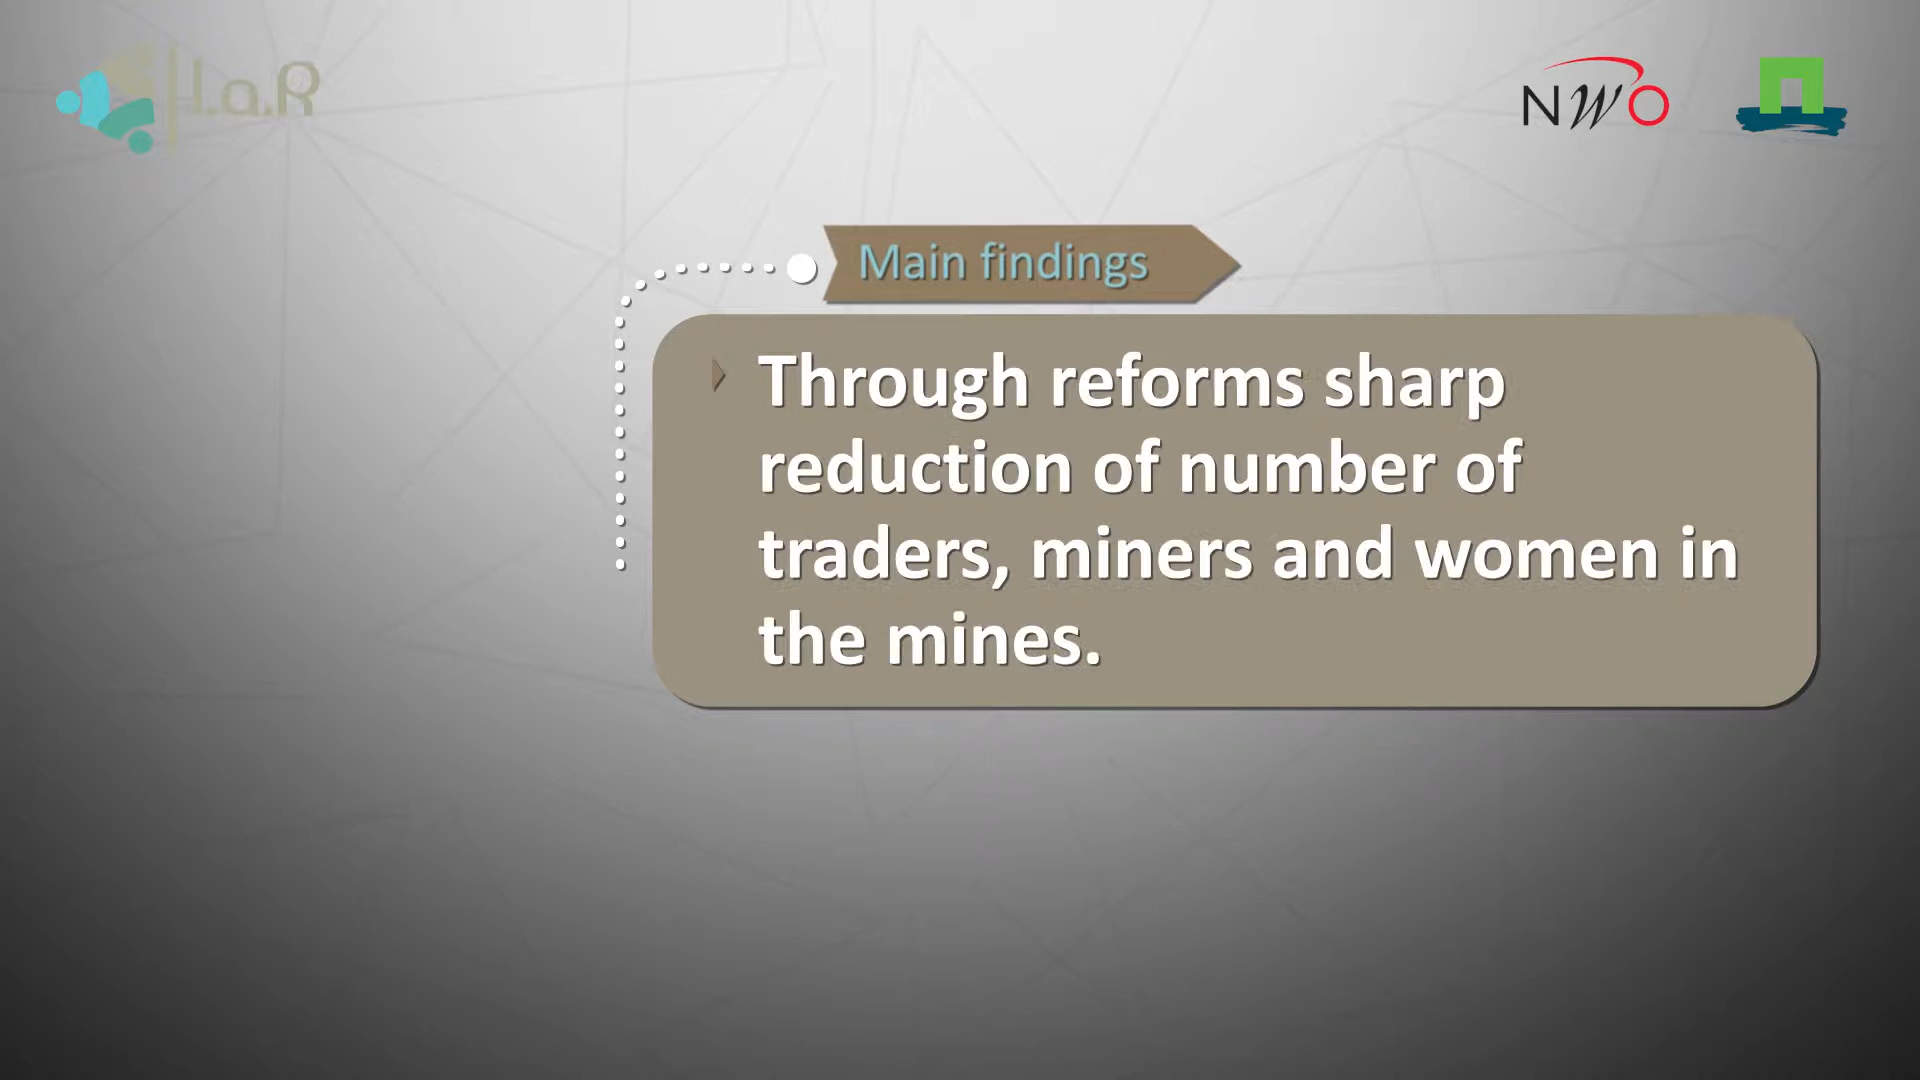 NWO
Main findings
Through reforms sharp
reduction of number of
traders, miners and women in
the mines.